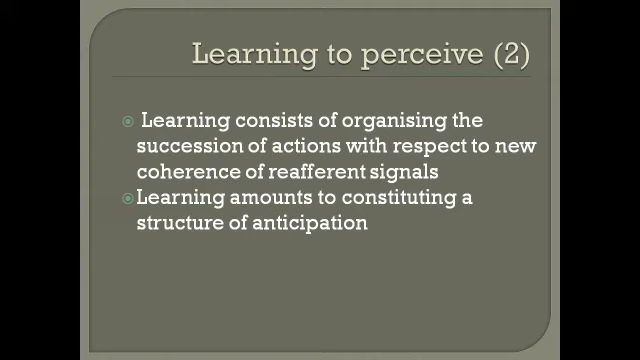 Learning to perceive (2)
Learning consists of organising the
succession of actions with respect to new
coherence of reafferent signals
Learning amounts to constituting a
structure of anticipation